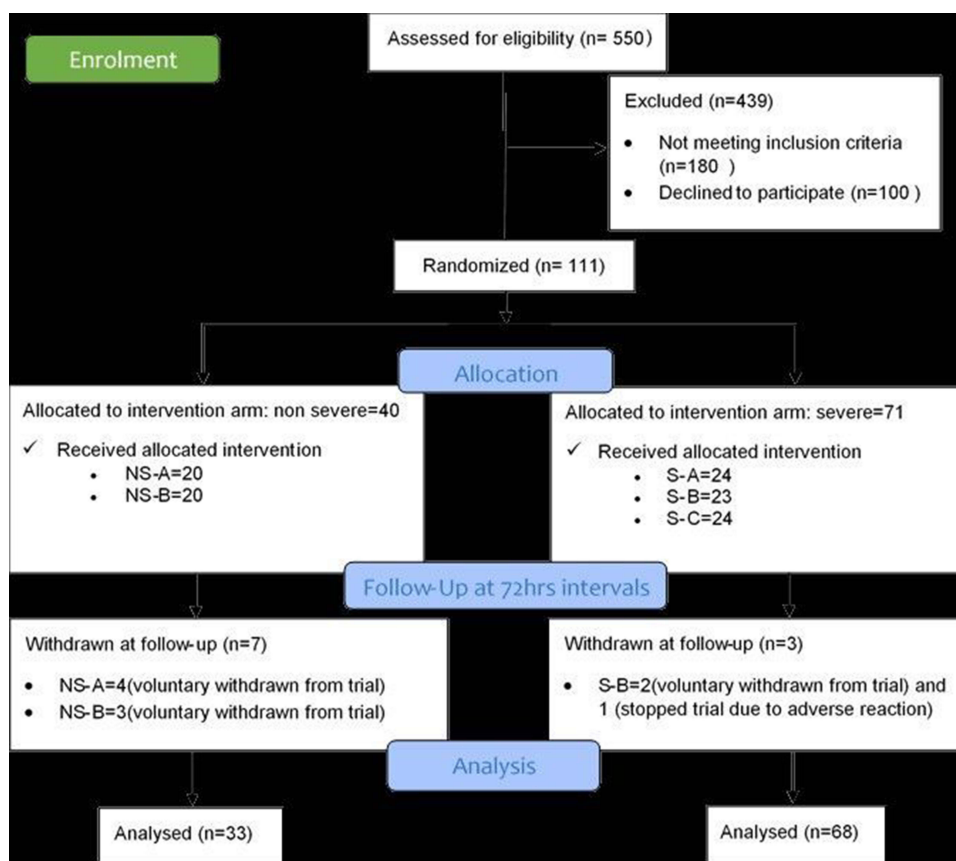 Assessed for eligibility (n= 550)
Enrolment
Excluded (n=439)
• Not meeting inclusion criteria
(n=180 )
• Declined to participate (n=100 )
Randomized (n= 111)
Allocation
Allocated to intervention arm: non severe=40
✓ Received allocated intervention
• NS-A=20
• NS-B=20
Allocated to intervention arm: severe=71
✓ Received allocated intervention
• S-A=24
• S-B=23
• S-C=24
Follow-Up at 72hrs intervals
Withdrawn at follow-up (n=7)
• NS-A=4(voluntary withdrawn from trial)
• NS-B=3(voluntary withdrawn from trial)
Withdrawn at follow-up (n=3)
• S-B=2(voluntary withdrawn from trial) and
1 (stopped trial due to adverse reaction)
Analysis
Analysed (n=33)
Analysed (n=68)